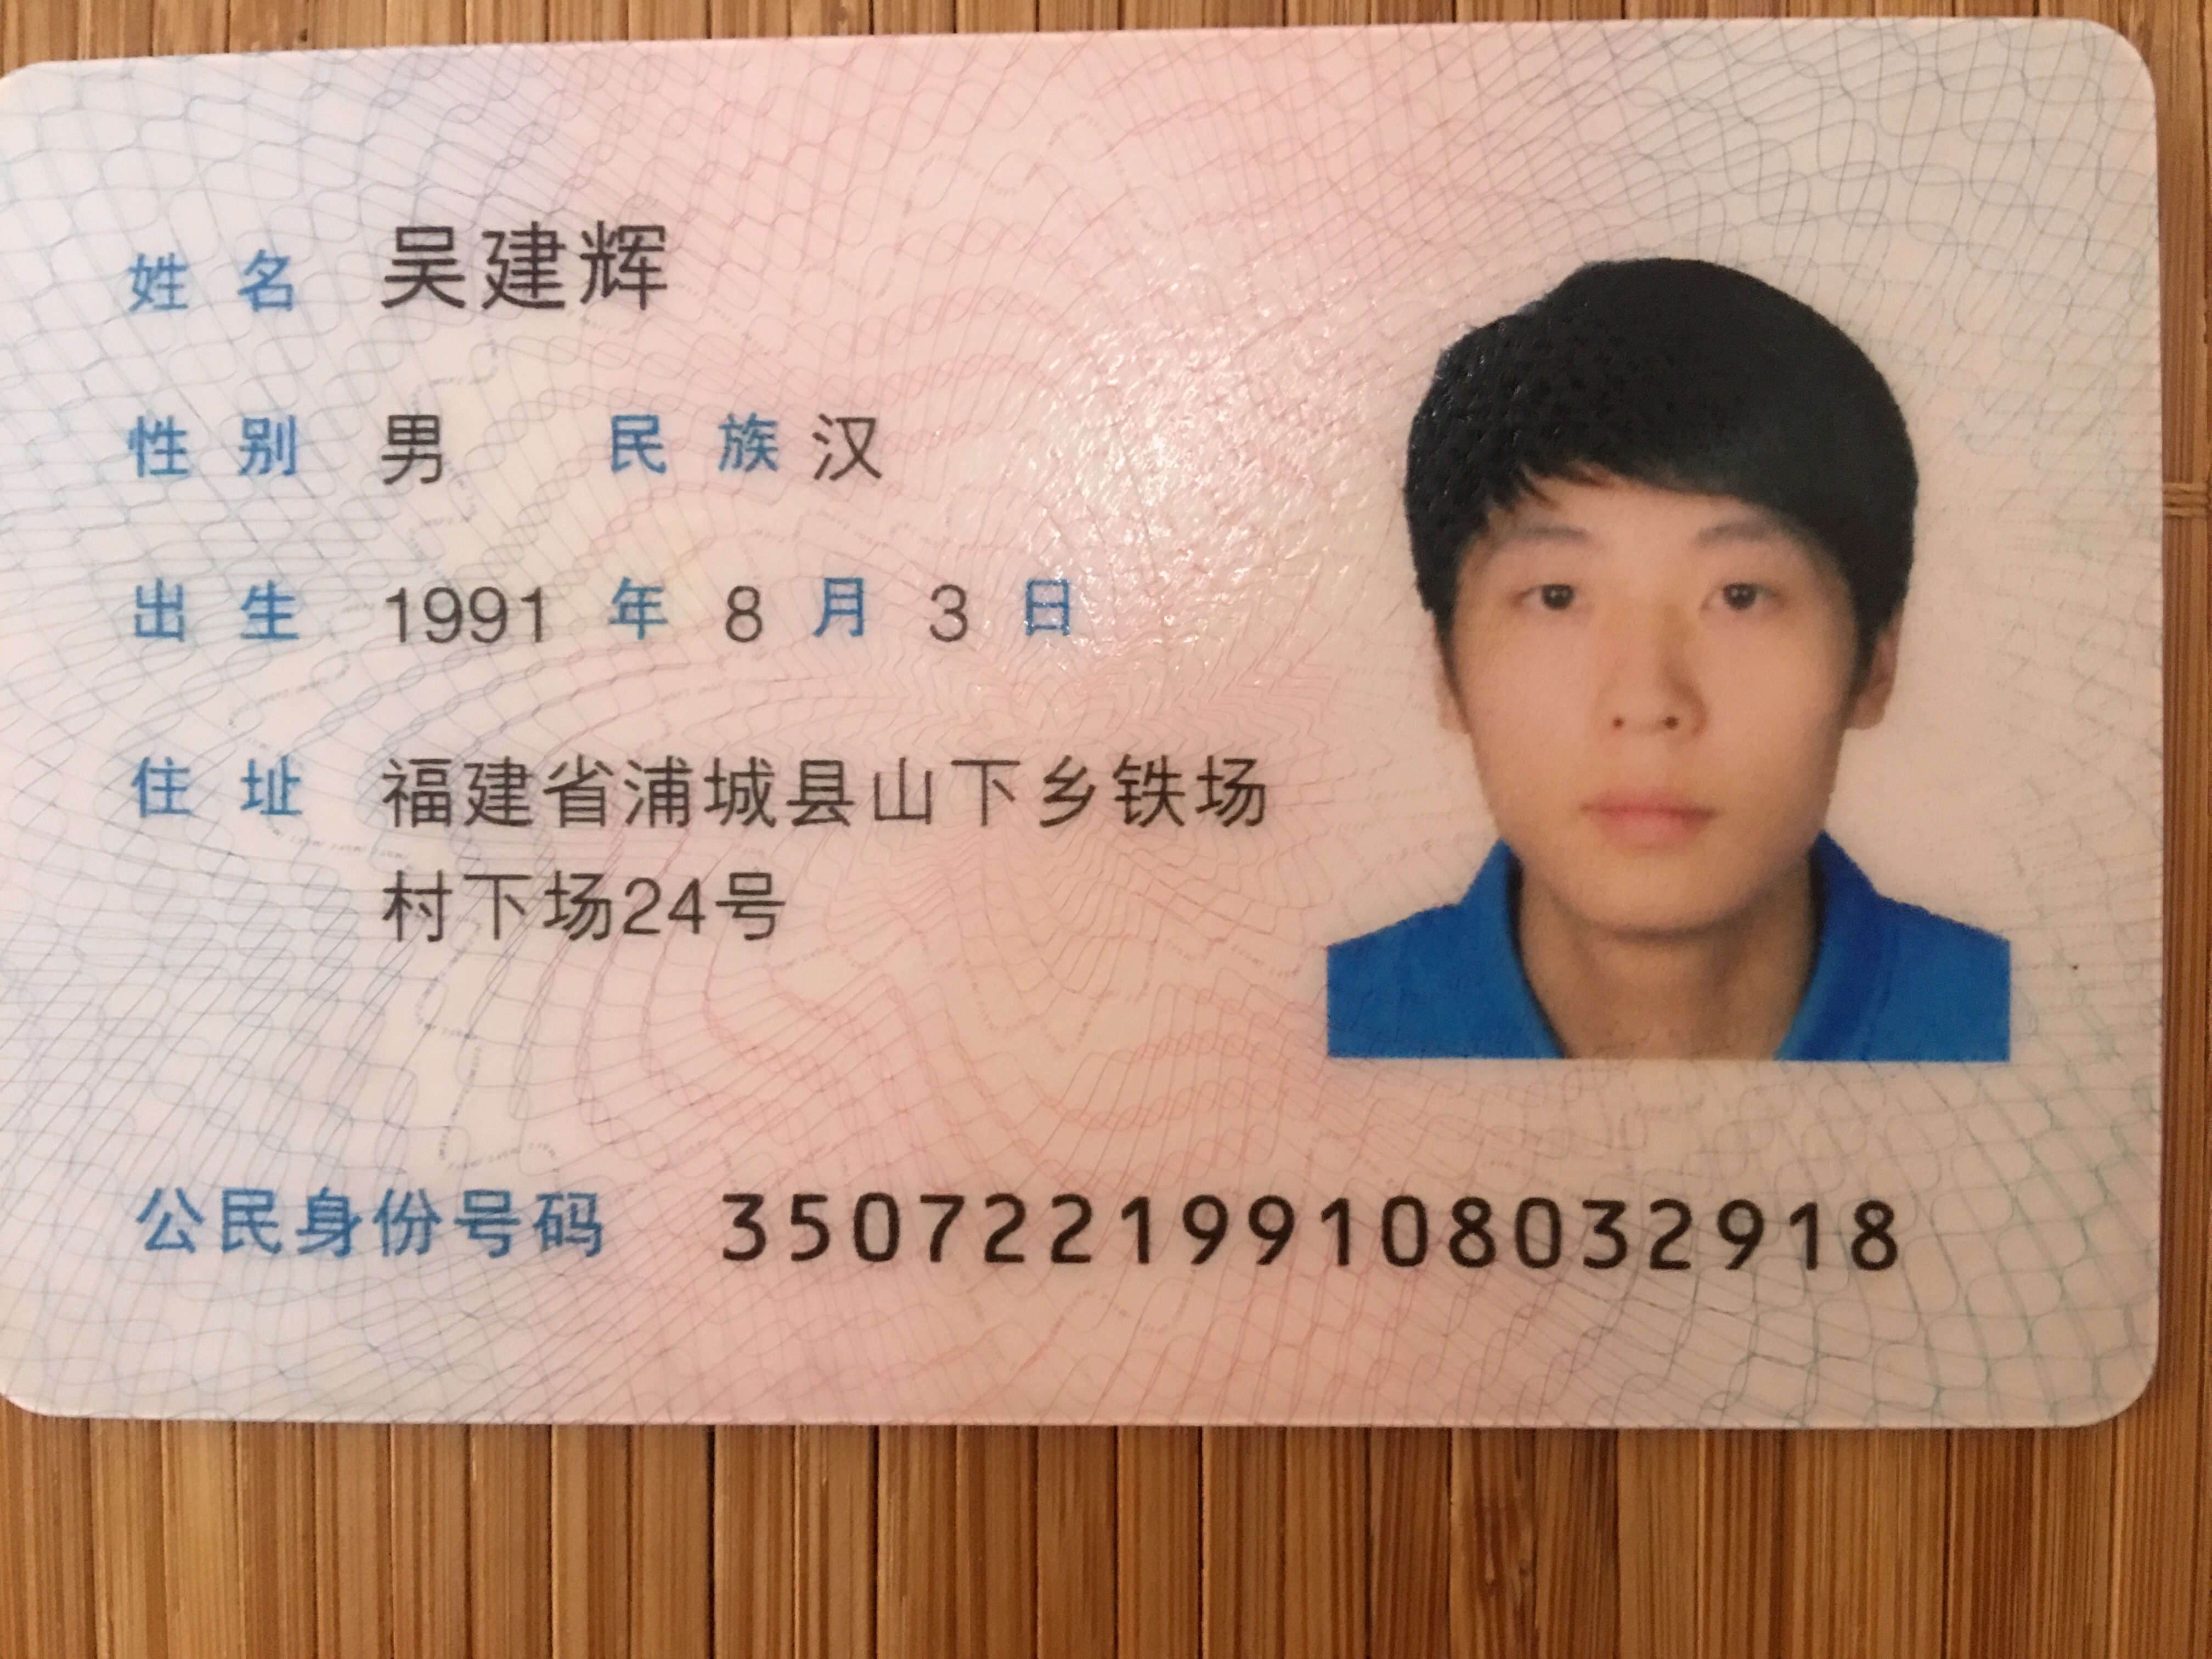 姓名 吴建辉
性别 男 民族 汉
出生 1991 年 8 月 3 日
住址 福建省浦城县山下乡铁场
村下场24号
公民身份号码 350722199108032918